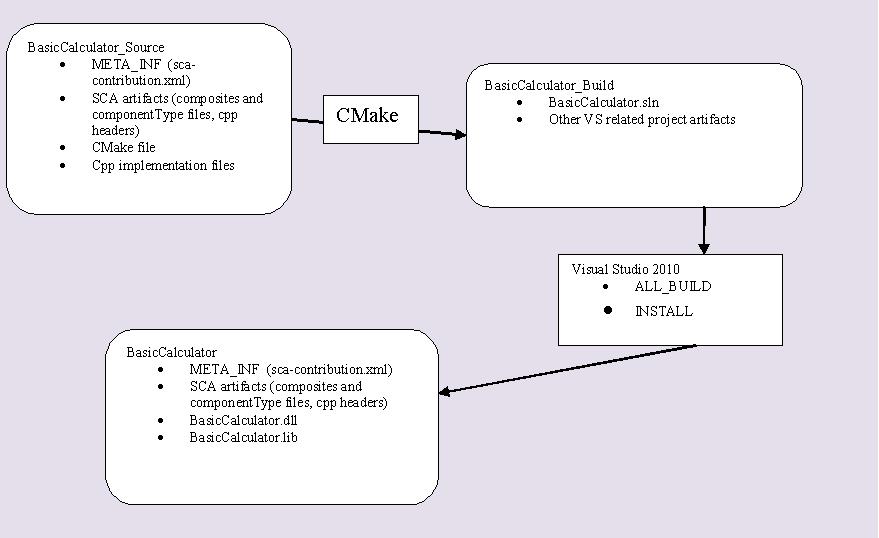 BasicCalculator_Source
• META_INF (sca-
contribution.xml)
• SCA artifacts (composites and
componentType files, cpp
headers)
• CMake file
• Cpp implementation files
CMake
BasicCalculator_Build
• BasicCalculator.sln
• Other VS related project artifacts
Visual Studio 2010
• ALL_BUILD
• INSTALL
BasicCalculator
• META_INF (sca-contribution.xml)
• SCA artifacts (composites and
componentType files, cpp headers)
• BasicCalculator.dll
• BasicCalculator.lib